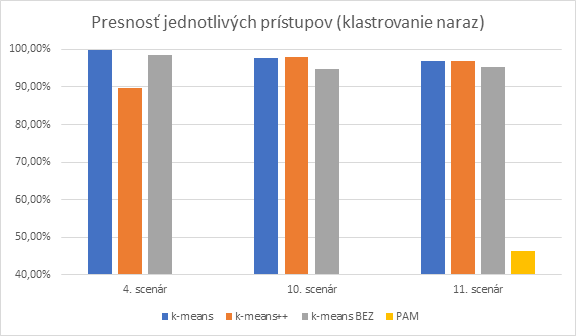 Presnosť jednotlivých prístupov (klastrovanie naraz)
100,00%
90,00%
80,00%
70,00%
60,00%
50,00%
40,00%
4. scenár 10. scenár 11. scenár
k-means k-means++ k-means BEZ PAM